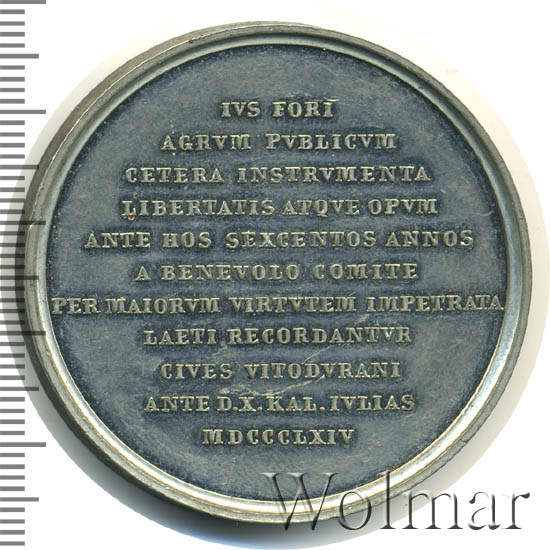 IVS FORI
AGRVM PVBLICVM
CETERA INSTRVMENTA
LIBERTATIS ATQVE OPVM
ANTE HOS SEXCENTOS ANNOS
A BENEVOLO COMITE
PER MAIORVM VIRTVTEM IMPETRATA
LAETI RECORDANTVR
CIVES VITODVRANI
ANTE D.X.KAL.IVLIAS
MDCCCLXIV
Wolmar